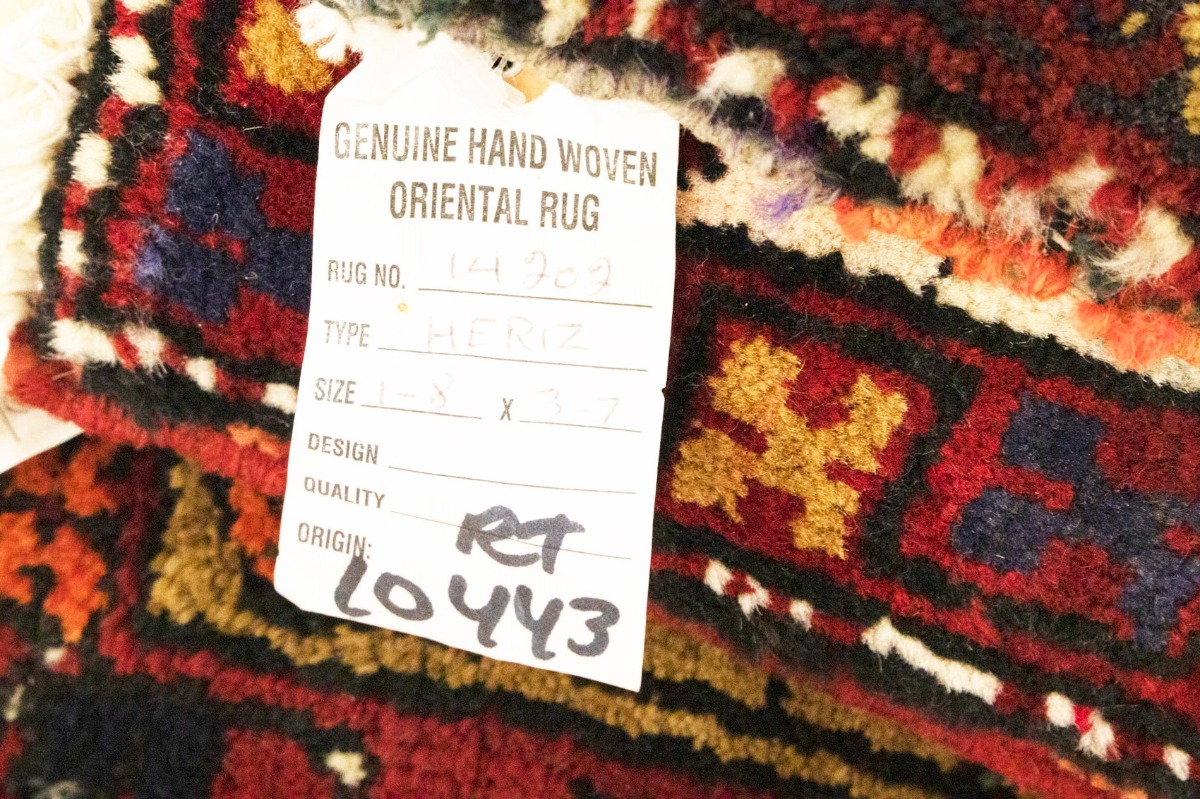 GENUINE HAND WOVEN
ORIENTAL RUG
RUG NO. 14202
TYPE HERIZ
SIZE 1-8 X 3-7
DESIGN
QUALITY
RT
ORIGIN:
LO443